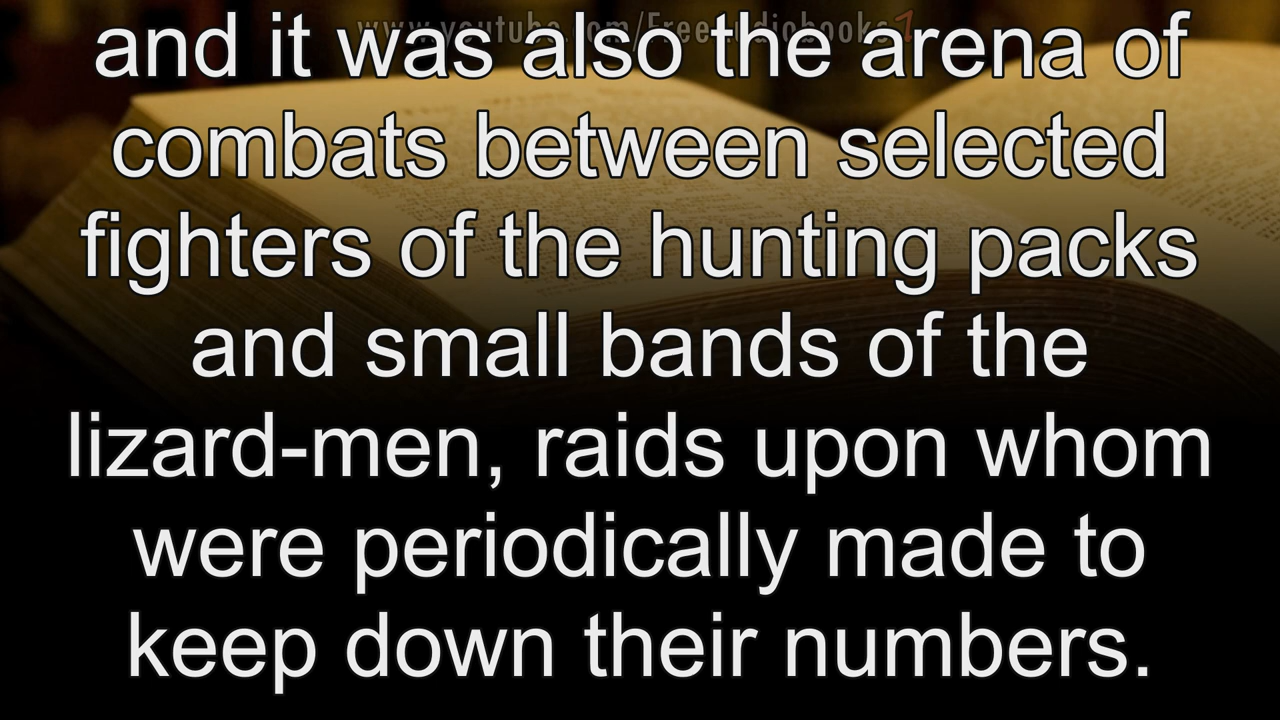 www.youtube.com/FreeAudiobooks7
and it was also the arena of
combats between selected
fighters of the hunting packs
and small bands of the
lizard-men, raids upon whom
were periodically made to
keep down their numbers.